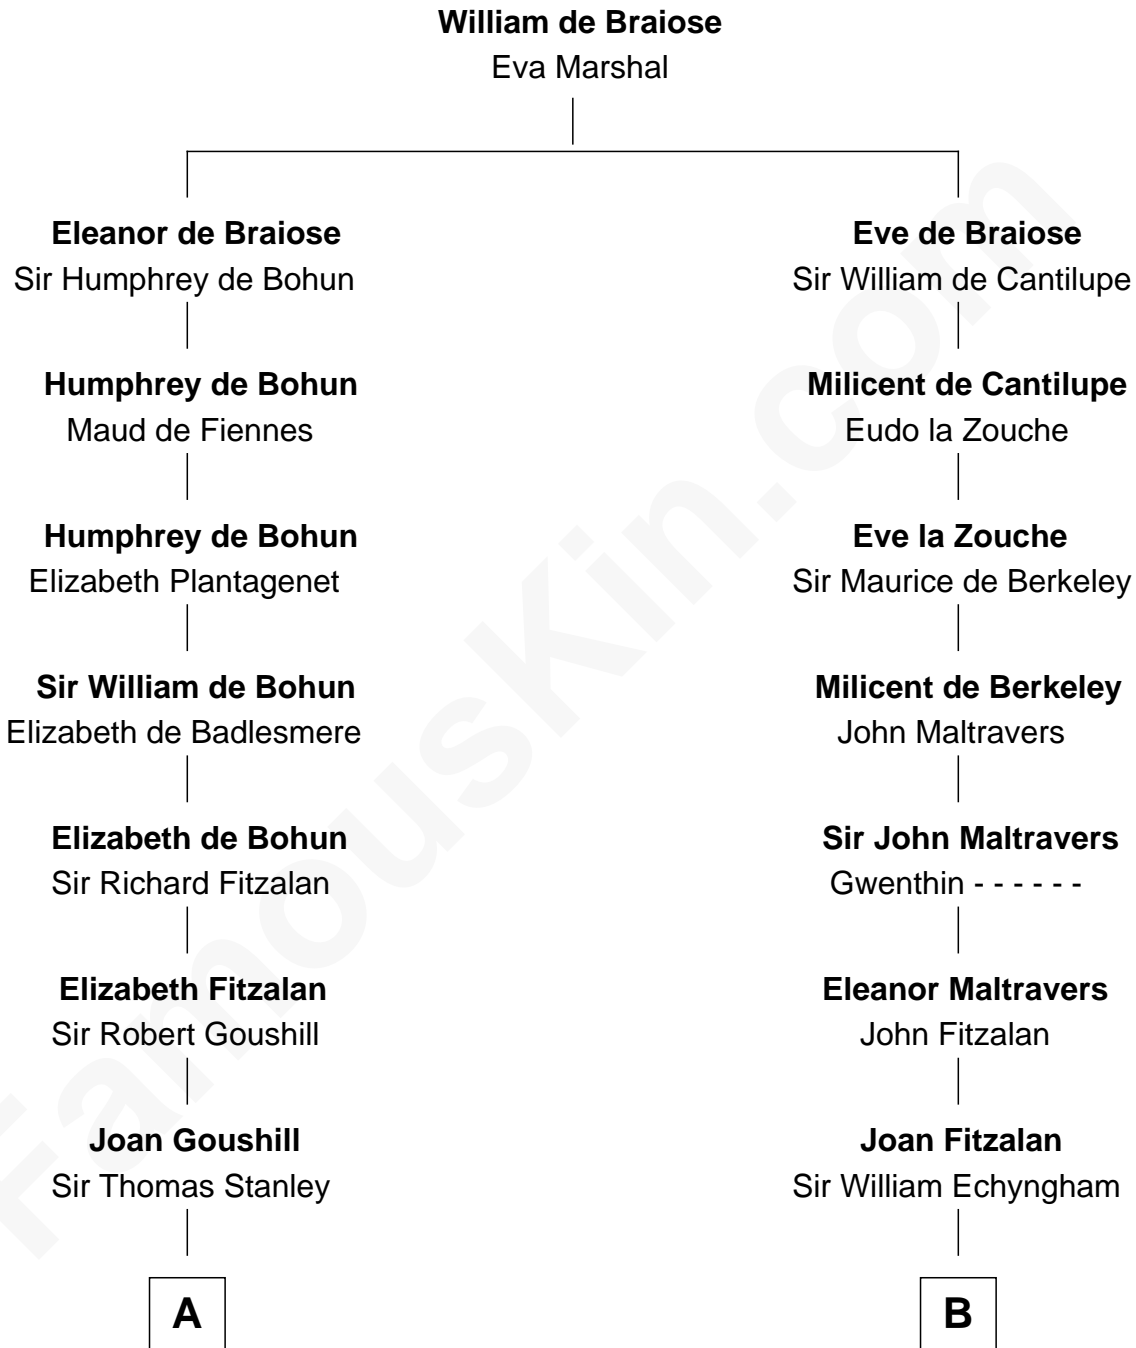 William de Braiose
Eva Marshal
Eleanor de Braiose
Sir Humphrey de Bohun
Eve de Braiose
Sir William de Cantilupe
Humphrey de Bohun
Maud de Fiennes
Milicent de Cantilupe
Eudo la Zouche
Humphrey de Bohun
Elizabeth Plantagenet
Eve la Zouche
Sir Maurice de Berkeley
Sir William de Bohun
Elizabeth de Badlesmere
Milicent de Berkeley
John Maltravers
Elizabeth de Bohun
Sir Richard Fitzalan
Sir John Maltravers
Gwenthin - - - - - -
Elizabeth Fitzalan
Sir Robert Goushill
Eleanor Maltravers
John Fitzalan
Joan Goushill
Sir Thomas Stanley
Joan Fitzalan
Sir William Echyngham
A
B
FamousKin.com